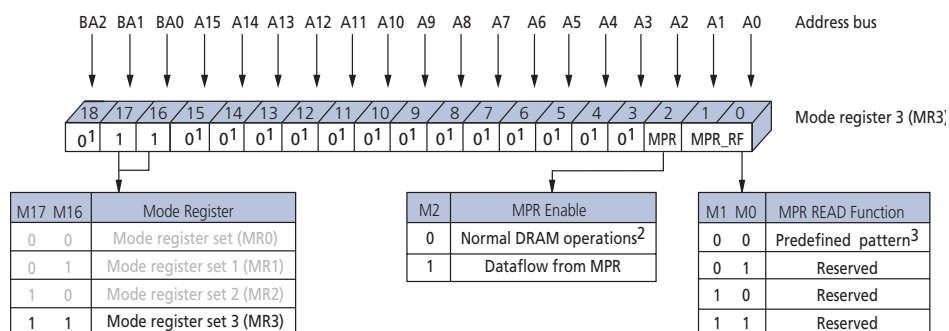 BA2 BA1 BA0 A15 A14 A13 A12 A11 A10 A9 A8 A7 A6 A5 A4 A3 A2 A1 A0 Address bus
18 17 16 15 14 13 12 11 10 9 8 7 6 5 4 3 2 1 0 Mode register 3 (MR3)
0¹ 1 1 0¹ 0¹ 0¹ 0¹ 0¹ 0¹ 0¹ 0¹ 0¹ 0¹ 0¹ 0¹ 0¹ MPR MPR_RF
M17 M16 Mode Register
0 0 Mode register set (MR0)
0 1 Mode register set 1 (MR1)
1 0 Mode register set 2 (MR2)
1 1 Mode register set 3 (MR3)
M2 MPR Enable
0 Normal DRAM operations²
1 Dataflow from MPR
M1 M0 MPR READ Function
0 0 Predefined pattern³
0 1 Reserved
1 0 Reserved
1 1 Reserved